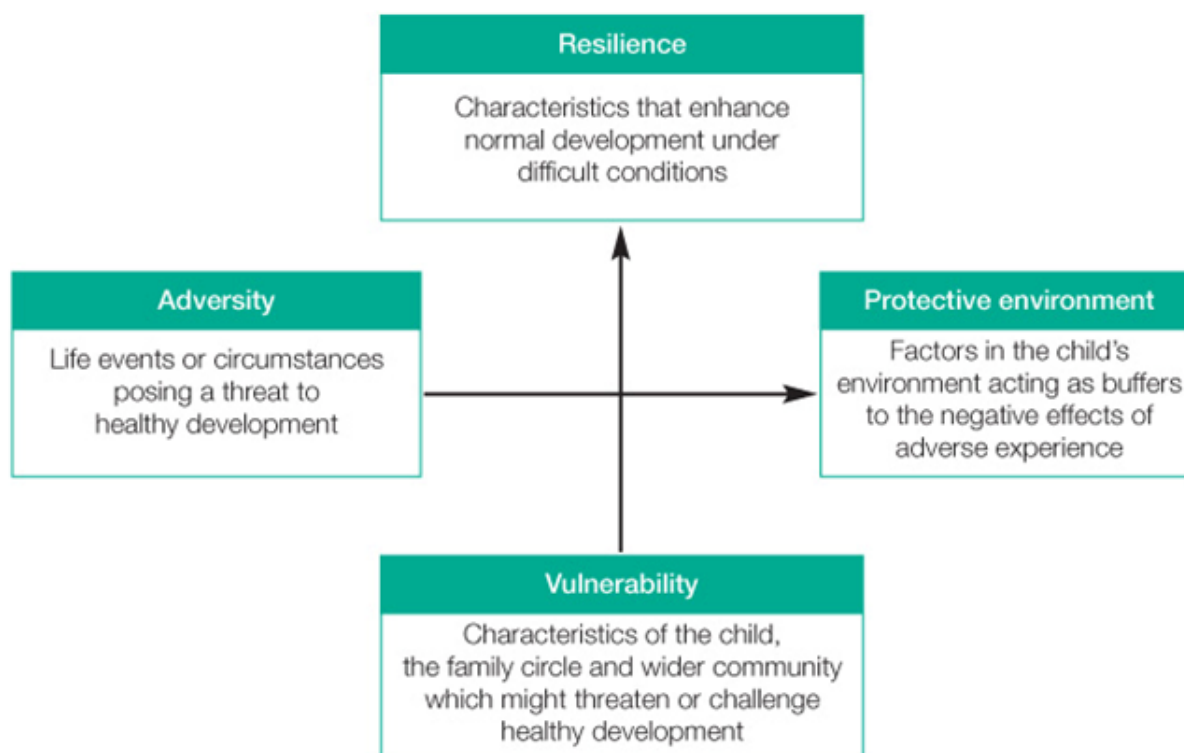 Resilience
Characteristics that enhance
normal development under
difficult conditions
Adversity
Life events or circumstances
posing a threat to
healthy development
Protective environment
Factors in the child's
environment acting as buffers
to the negative effects of
adverse experience
Vulnerability
Characteristics of the child,
the family circle and wider community
which might threaten or challenge
healthy development